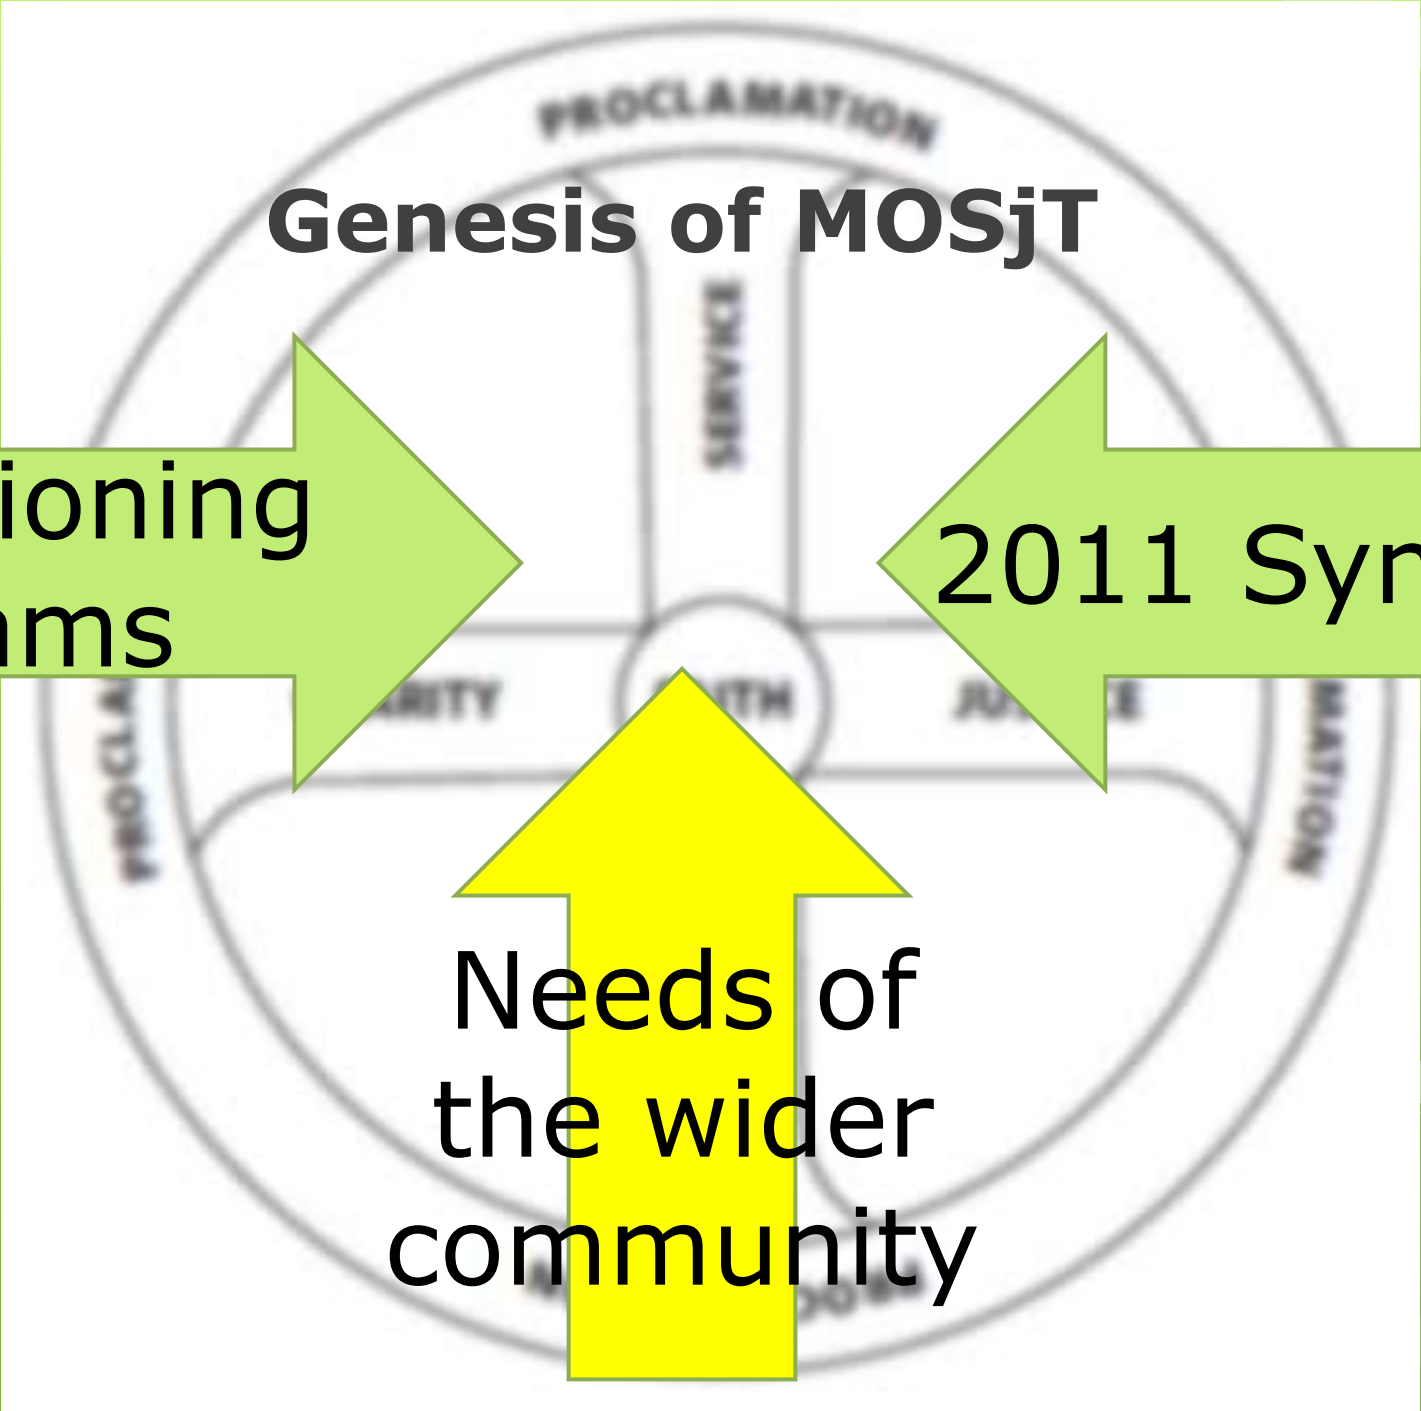 PROCLAMATION
Genesis of MOSjT
SERVICE
ioning
ms
2011 Syn
Needs of
the wider
community